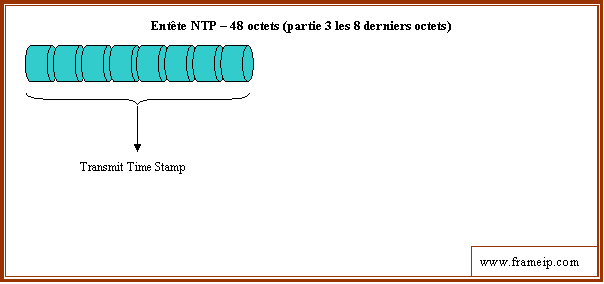 Entête NTP – 48 octets (partie 3 les 8 derniers octets)
Transmit Time Stamp
www.frameip.com